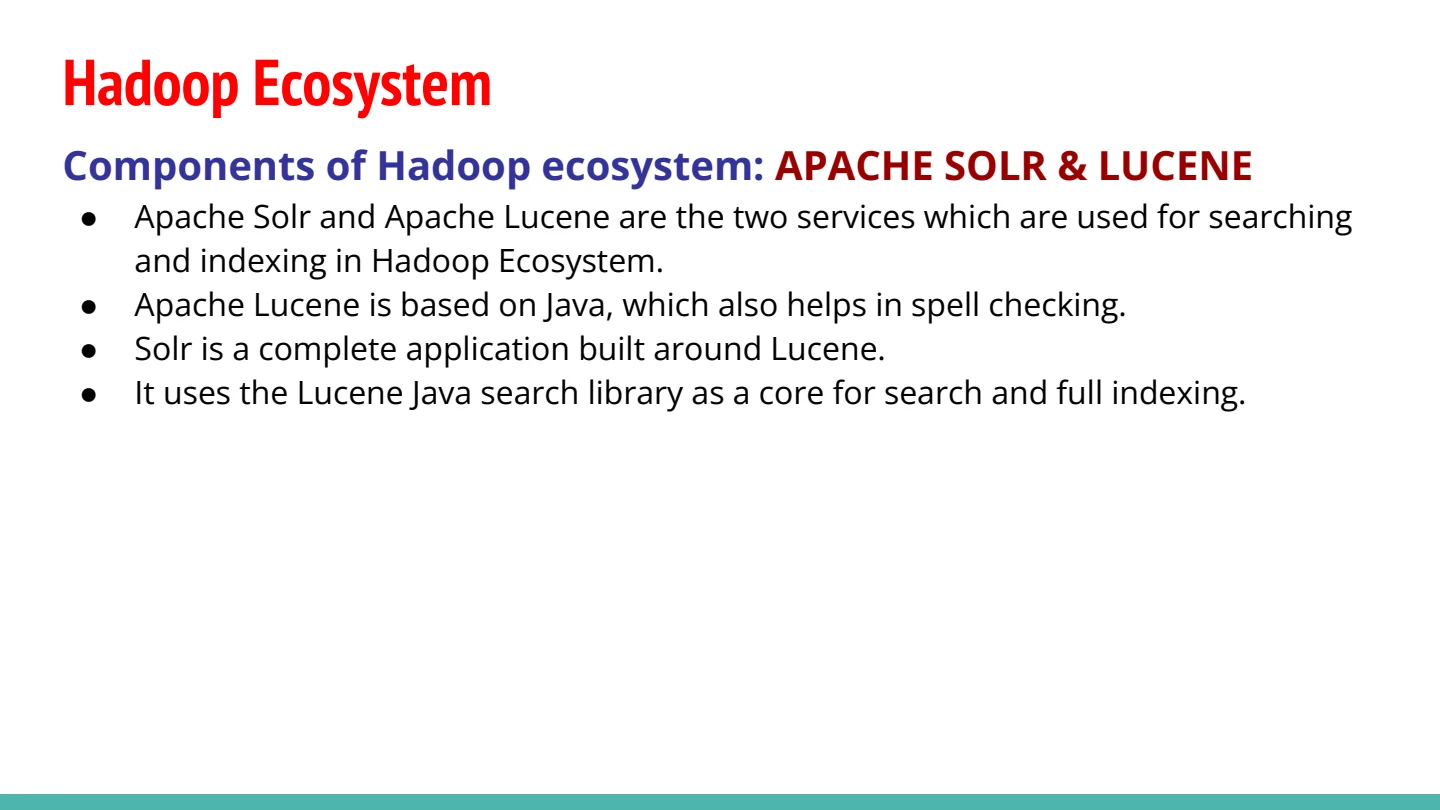 Hadoop Ecosystem
Components of Hadoop ecosystem: APACHE SOLR & LUCENE
● Apache Solr and Apache Lucene are the two services which are used for searching
and indexing in Hadoop Ecosystem.
● Apache Lucene is based on Java, which also helps in spell checking.
● Solr is a complete application built around Lucene.
● It uses the Lucene Java search library as a core for search and full indexing.